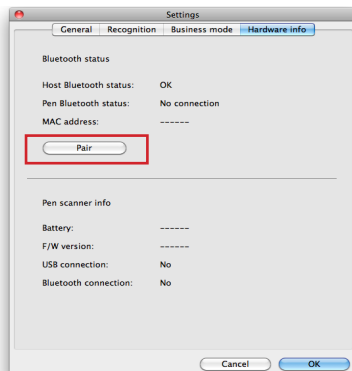 Settings
General Recognition Business mode Hardware info
Bluetooth status
Host Bluetooth status: OK
Pen Bluetooth status: No connection
MAC address: ------
Pair
Pen scanner info
Battery: ------
F/W version: ------
USB connection: No
Bluetooth connection: No
Cancel OK